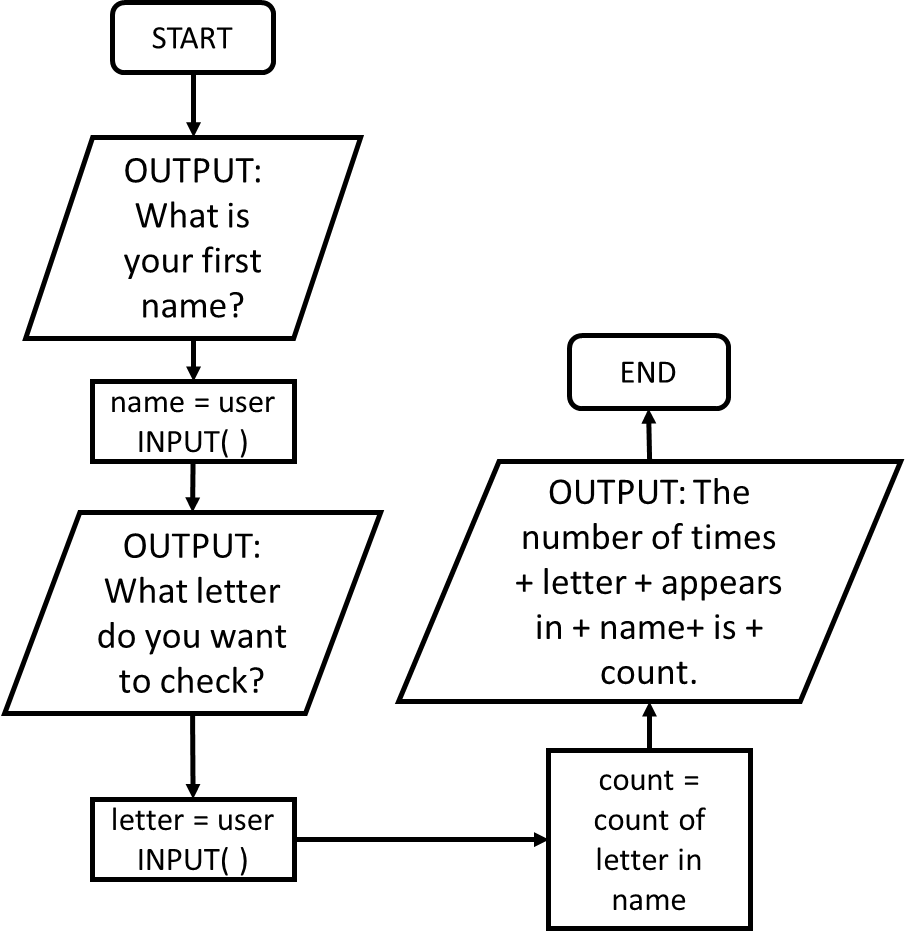 START
OUTPUT:
What is
your first
name?
name = user
INPUT( )
OUTPUT:
What letter
do you want
to check?
letter = user
INPUT( )
count =
count of
letter in
name
OUTPUT: The
number of times
+ letter + appears
in + name+ is +
count.
END